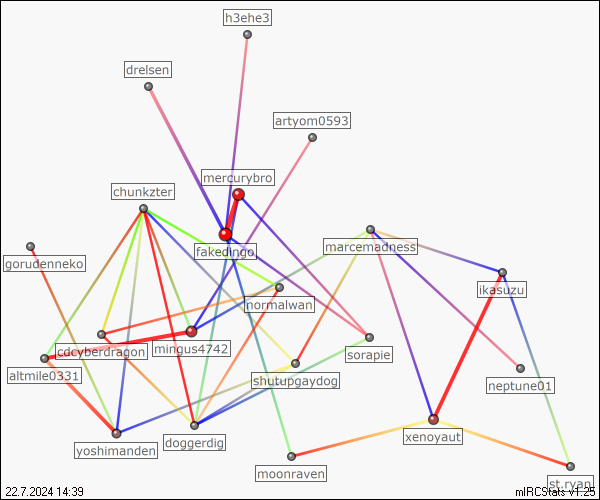 h3ehe3
drelsen
artyom0593
mercurybro
chunkzter
marcemadness
fakedingo
gorudenneko
ikasuzu
normalwan
cdcyberdragon
mingus4742
sorapie
altmile0331
shutupgaydog
neptune01
xenoyaut
doggerdig
yoshimanden
moonraven
st.ryan
22.7.2024 14:39
mIRCStats v1.25